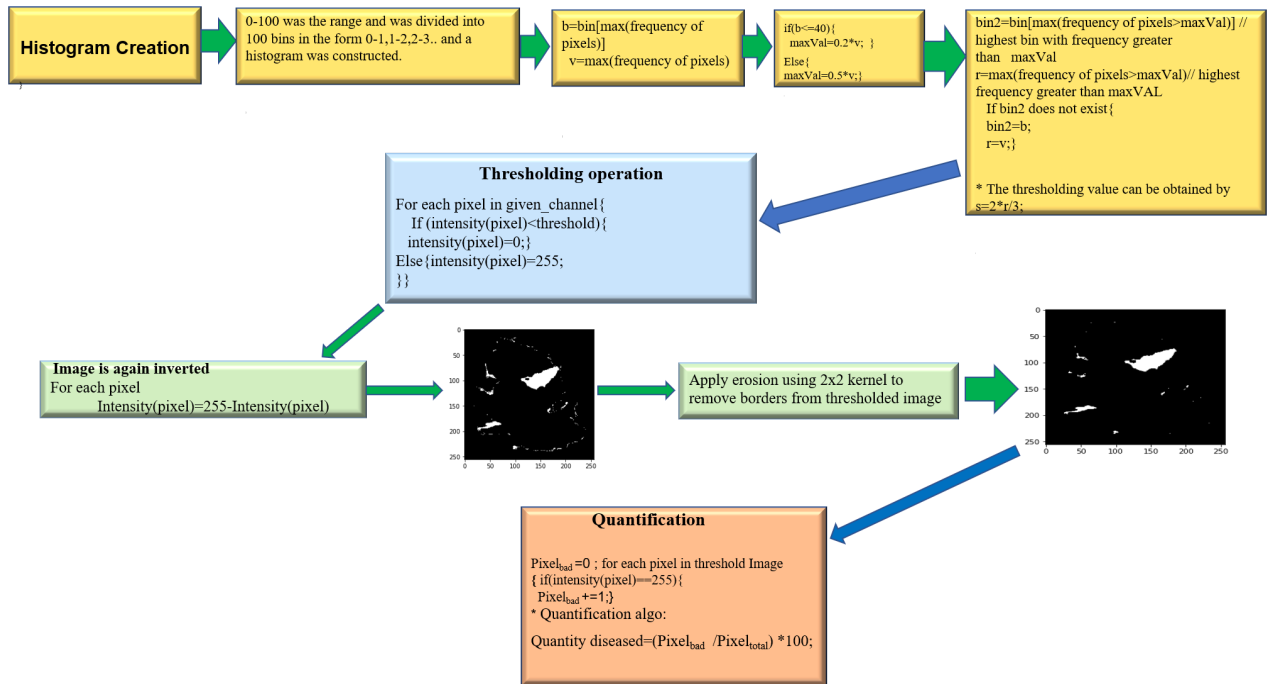 Histogram Creation
)
0-100 was the range and was divided into
100 bins in the form 0-1,1-2,2-3.. and a
histogram was constructed.
b=bin[max(frequency of
pixels)]
v=max(frequency of pixels)
if(b<=40){
maxVal=0.2*v; }
Else{
maxVal=0.5*v;}
bin2=bin[max(frequency of pixels>maxVal)] //
highest bin with frequency greater
than maxVal
r=max(frequency of pixels>maxVal)// highest
frequency greater than maxVAL
If bin2 does not exist{
bin2=b;
r=v;}
* The thresholding value can be obtained by
s=2*r/3;
Thresholding operation
For each pixel in given_channel{
If (intensity(pixel)<threshold){
intensity(pixel)=0;}
Else{intensity(pixel)=255;
}}
Image is again inverted
For each pixel
Intensity(pixel)=255-Intensity(pixel)
0
50
100
150
200
250
0 50 100 150 200 250
Apply erosion using 2x2 kernel to
remove borders from thresholded image
0
50
100
150
200
250
0 50 100 150 200 250
Quantification
Pixelbad =0 ; for each pixel in threshold Image
{ if(intensity(pixel)==255){
Pixelbad +=1;}
* Quantification algo:
Quantity diseased=(Pixelbad /Pixeltotal) *100;